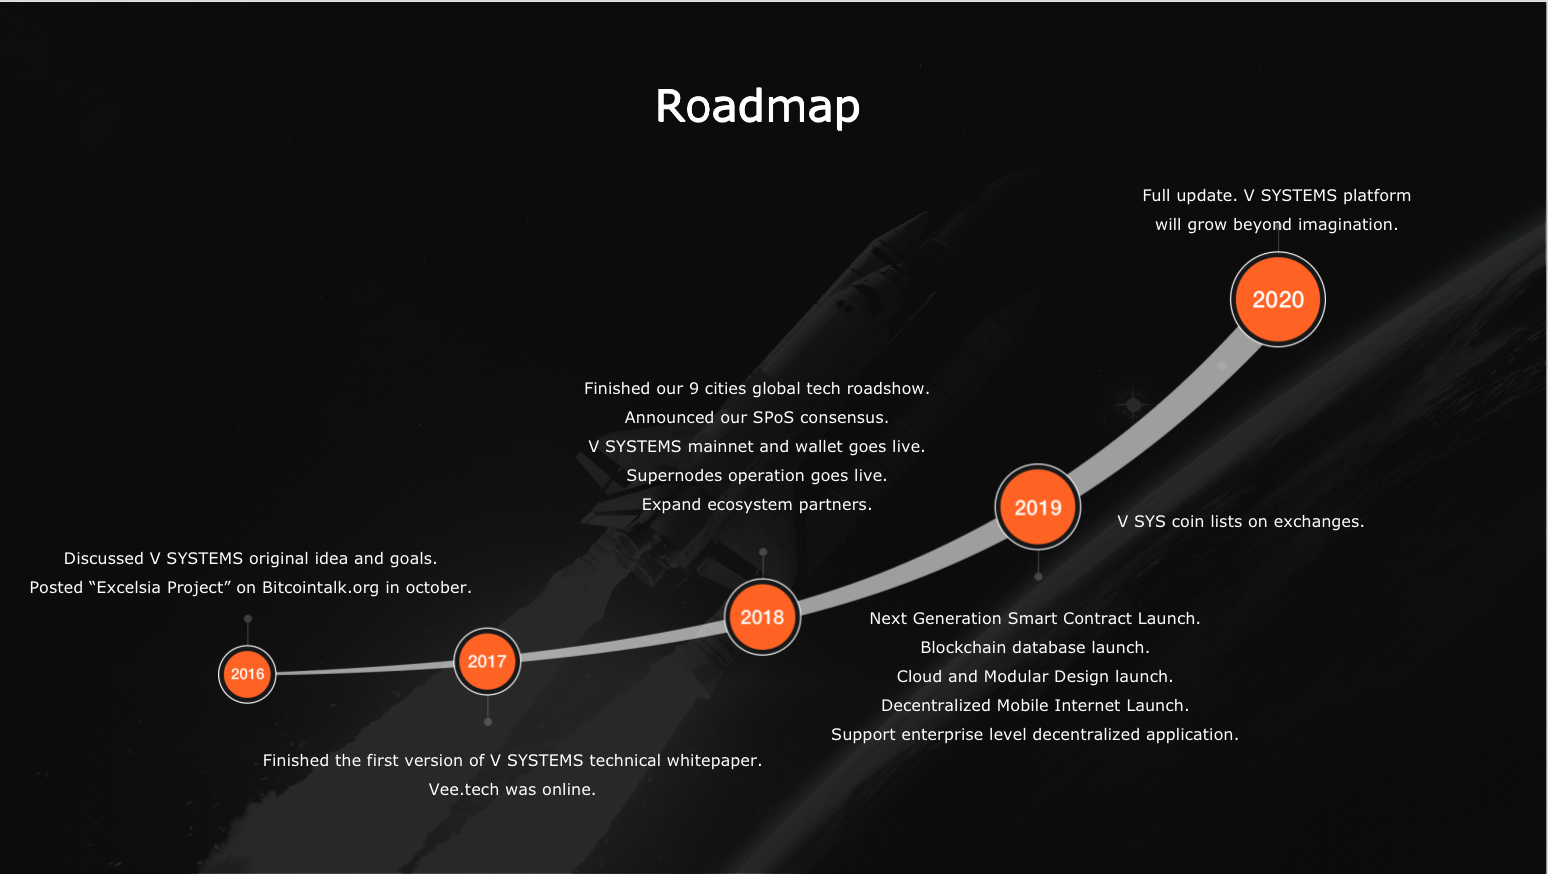 Roadmap
Full update. V SYSTEMS platform
will grow beyond imagination.
2020
Finished our 9 cities global tech roadshow.
Announced our SPoS consensus.
V SYSTEMS mainnet and wallet goes live.
Supernodes operation goes live.
Expand ecosystem partners.
2019
V SYS coin lists on exchanges.
Discussed V SYSTEMS original idea and goals.
Posted “Excelsia Project” on Bitcointalk.org in october.
2018
Next Generation Smart Contract Launch.
Blockchain database launch.
Cloud and Modular Design launch.
Decentralized Mobile Internet Launch.
Support enterprise level decentralized application.
2017
2016
Finished the first version of V SYSTEMS technical whitepaper.
Vee.tech was online.